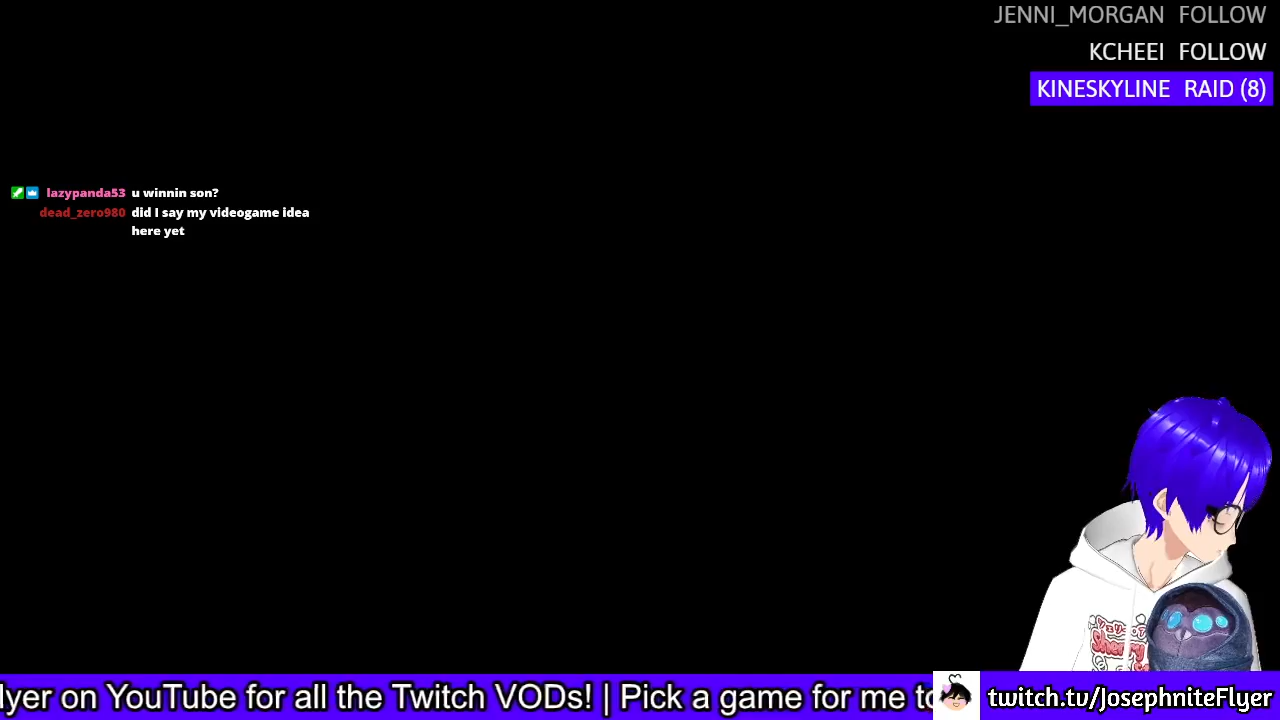 JENNI_MORGAN FOLLOW
KCHEEI FOLLOW
KINESKYLINE RAID (8)
lazypanda53 u winnin son?
dead_zero980 did I say my videogame idea
here yet
lyer on YouTube for all the Twitch VODs! | Pick a game for me to
twitch.tv/JosephniteFlyer